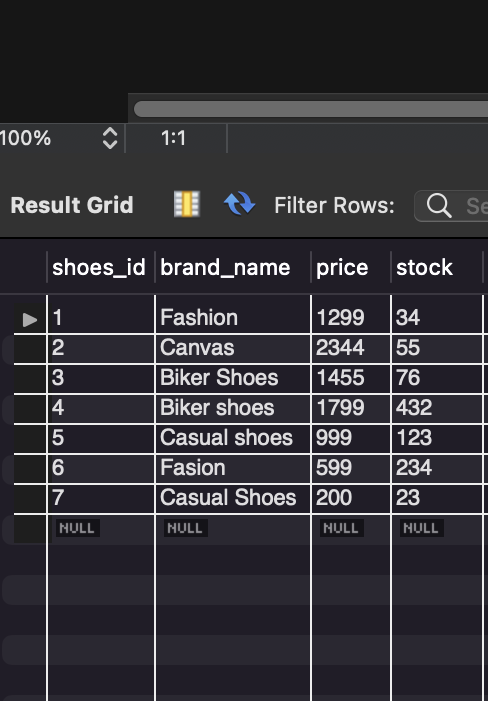 100% 1:1
Result Grid Filter Rows: Se
shoes_id brand_name price stock
1 Fashion 1299 34
2 Canvas 2344 55
3 Biker Shoes 1455 76
4 Biker shoes 1799 432
5 Casual shoes 999 123
6 Fasion 599 234
7 Casual Shoes 200 23
NULL NULL NULL NULL